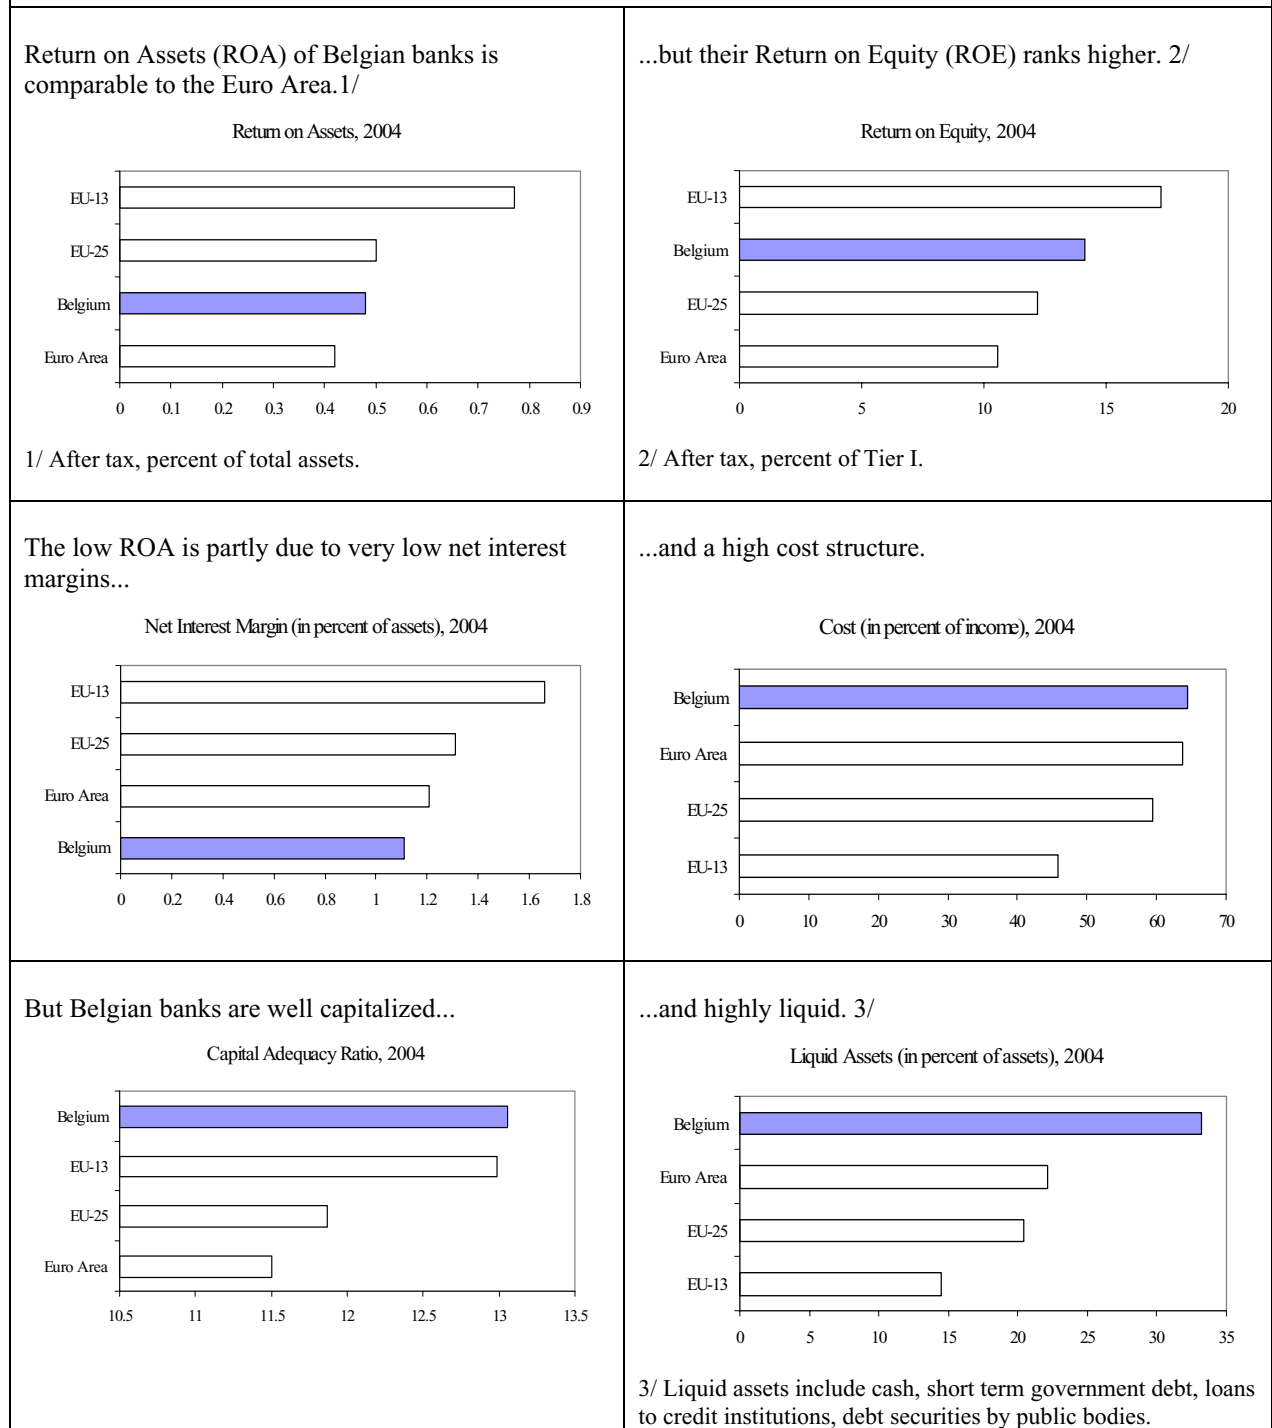 Return on Assets (ROA) of Belgian banks is
comparable to the Euro Area.1/
Return on Assets, 2004
EU-13
EU-25
Belgium
Euro Area
0 0.1 0.2 0.3 0.4 0.5 0.6 0.7 0.8 0.9
1/ After tax, percent of total assets.
...but their Return on Equity (ROE) ranks higher. 2/
Return on Equity, 2004
EU-13
Belgium
EU-25
Euro Area
0 5 10 15 20
2/ After tax, percent of Tier I.
The low ROA is partly due to very low net interest
margins...
Net Interest Margin (in percent of assets), 2004
EU-13
EU-25
Euro Area
Belgium
0 0.2 0.4 0.6 0.8 1 1.2 1.4 1.6 1.8
...and a high cost structure.
Cost (in percent of income), 2004
Belgium
Euro Area
EU-25
EU-13
0 10 20 30 40 50 60 70
But Belgian banks are well capitalized...
Capital Adequacy Ratio, 2004
Belgium
EU-13
EU-25
Euro Area
10.5 11 11.5 12 12.5 13 13.5
...and highly liquid. 3/
Liquid Assets (in percent of assets), 2004
Belgium
Euro Area
EU-25
EU-13
0 5 10 15 20 25 30 35
3/ Liquid assets include cash, short term government debt, loans
to credit institutions, debt securities by public bodies.